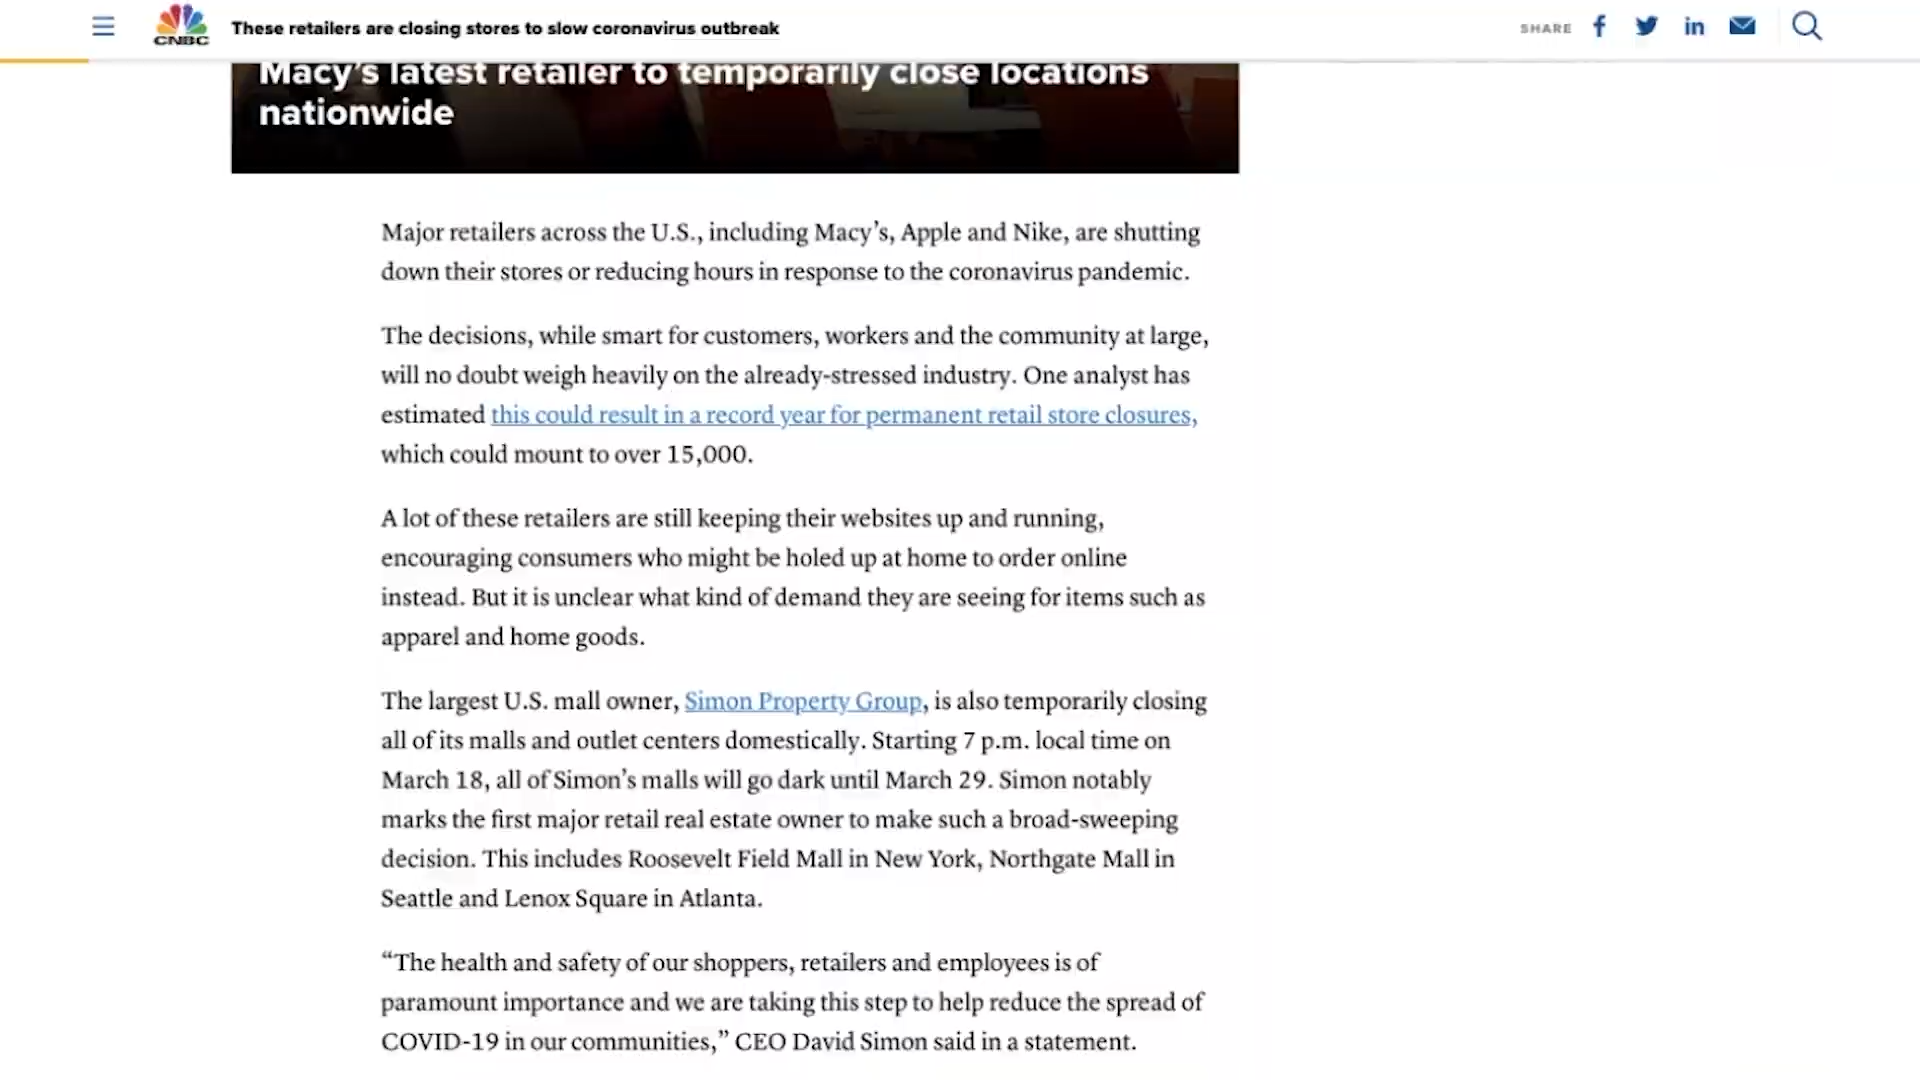 CNBC
These retailers are closing stores to slow coronavirus outbreak
SHARE
Macy's latest retailer to temporarily close locations
nationwide
Major retailers across the U.S., including Macy’s, Apple and Nike, are shutting
down their stores or reducing hours in response to the coronavirus pandemic.
The decisions, while smart for customers, workers and the community at large,
will no doubt weigh heavily on the already-stressed industry. One analyst has
estimated this could result in a record year for permanent retail store closures,
which could mount to over 15,000.
A lot of these retailers are still keeping their websites up and running,
encouraging consumers who might be holed up at home to order online
instead. But it is unclear what kind of demand they are seeing for items such as
apparel and home goods.
The largest U.S. mall owner, Simon Property Group, is also temporarily closing
all of its malls and outlet centers domestically. Starting 7 p.m. local time on
March 18, all of Simon’s malls will go dark until March 29. Simon notably
marks the first major retail real estate owner to make such a broad-sweeping
decision. This includes Roosevelt Field Mall in New York, Northgate Mall in
Seattle and Lenox Square in Atlanta.
“The health and safety of our shoppers, retailers and employees is of
paramount importance and we are taking this step to help reduce the spread of
COVID-19 in our communities,” CEO David Simon said in a statement.